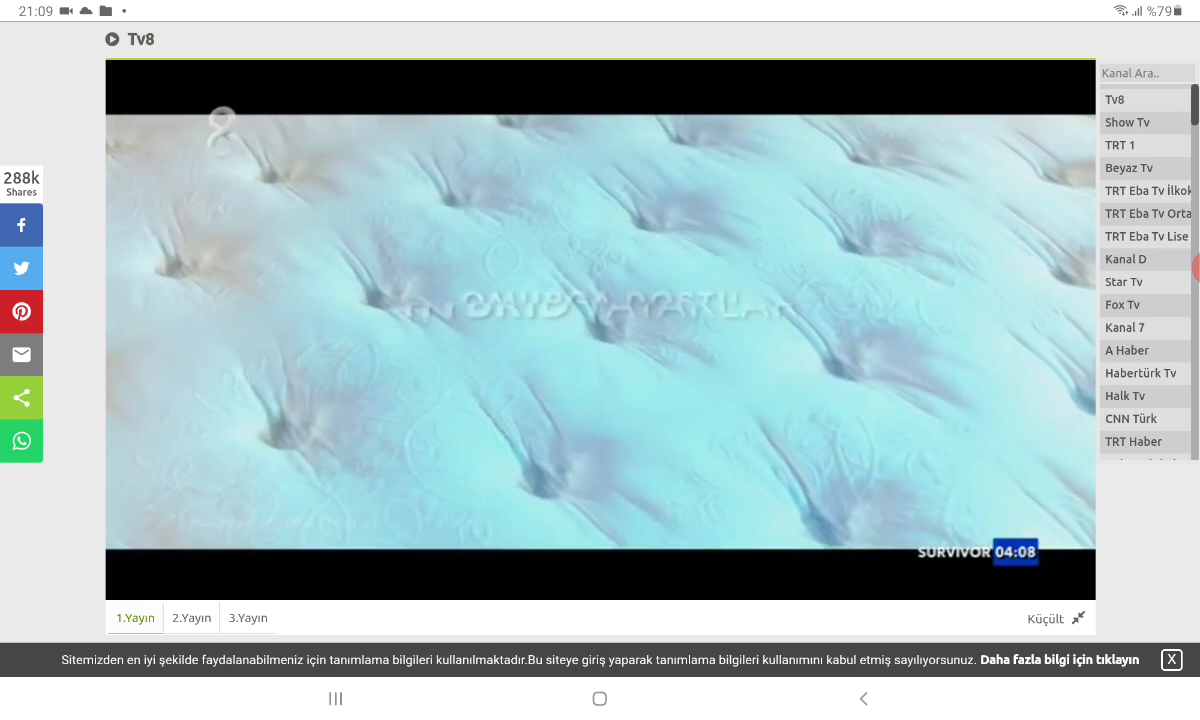 21:09
%79
Tv8
8
Kanal Ara..
Tv8
Show Tv
TRT 1
Beyaz Tv
TRT Eba Tv İlkok
TRT Eba Tv Orta
TRT Eba Tv Lise
Kanal D
Star Tv
Fox Tv
Kanal 7
A Haber
Habertürk Tv
Halk Tv
CNN Türk
TRT Haber
288k
Shares
SURVIVOR 04:08
1.Yayın
2.Yayın
3.Yayın
Küçült
Sitemizden en iyi şekilde faydalanabilmeniz için tanımlama bilgileri kullanılmaktadır.Bu siteye giriş yaparak tanımlama bilgileri kullanımını kabul etmiş sayılıyorsunuz. Daha fazla bilgi için tıklayın
X